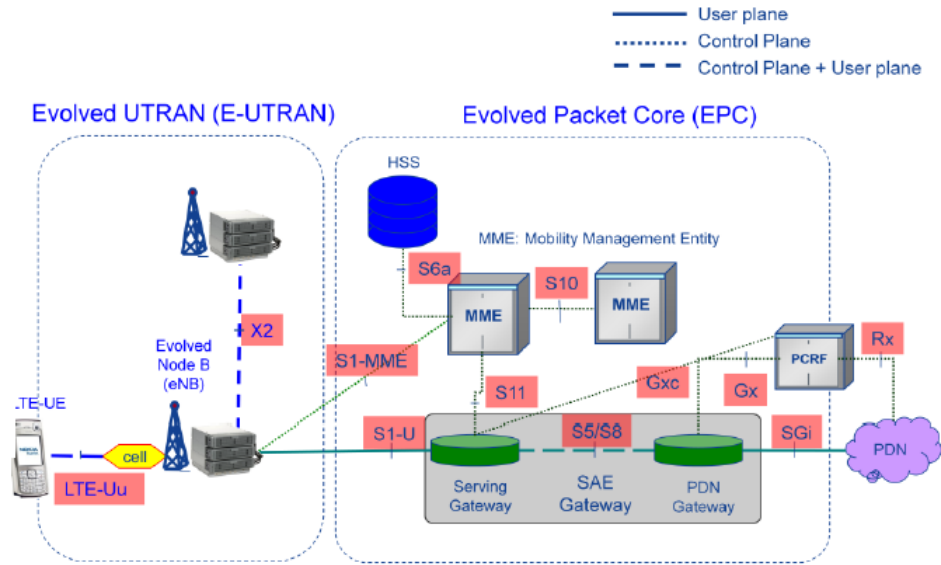 User plane
Control Plane
Control Plane + User plane
Evolved UTRAN (E-UTRAN)
Evolved Packet Core (EPC)
HSS
MME: Mobility Management Entity
S6a
S10
MME
MME
X2
Evolved
Node B
(eNB)
S1-MME
Rx
PCRF
Gxc
Gx
S11
LTE-UE
cell
S1-U
S5/S8
SGi
PDN
LTE-Uu
Serving
Gateway
SAE
Gateway
PDN
Gateway